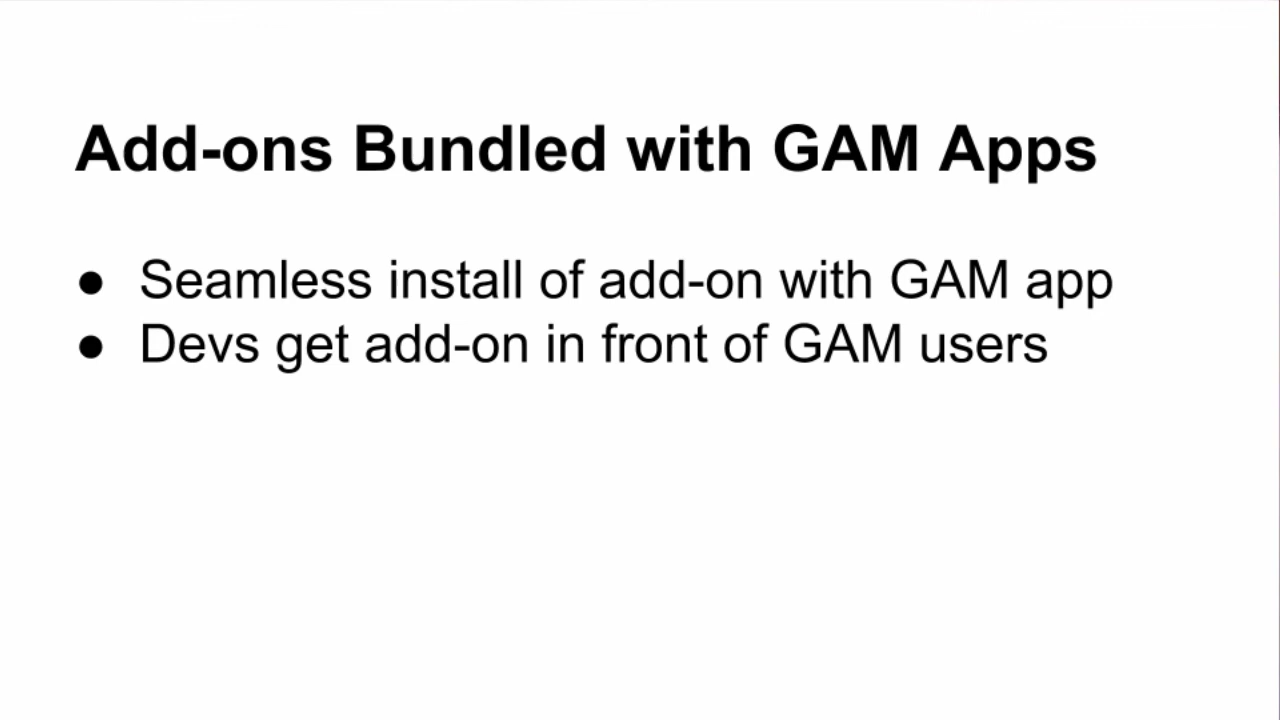 Add-ons Bundled with GAM Apps
● Seamless install of add-on with GAM app
● Devs get add-on in front of GAM users